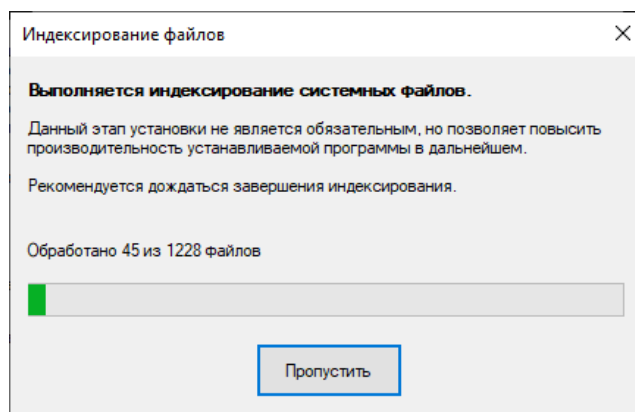 Индексирование файлов
Выполняется индексирование системных файлов.
Данный этап установки не является обязательным, но позволяет повысить
производительность устанавливаемой программы в дальнейшем.
Рекомендуется дождаться завершения индексирования.
Обработано 45 из 1228 файлов
Пропустить